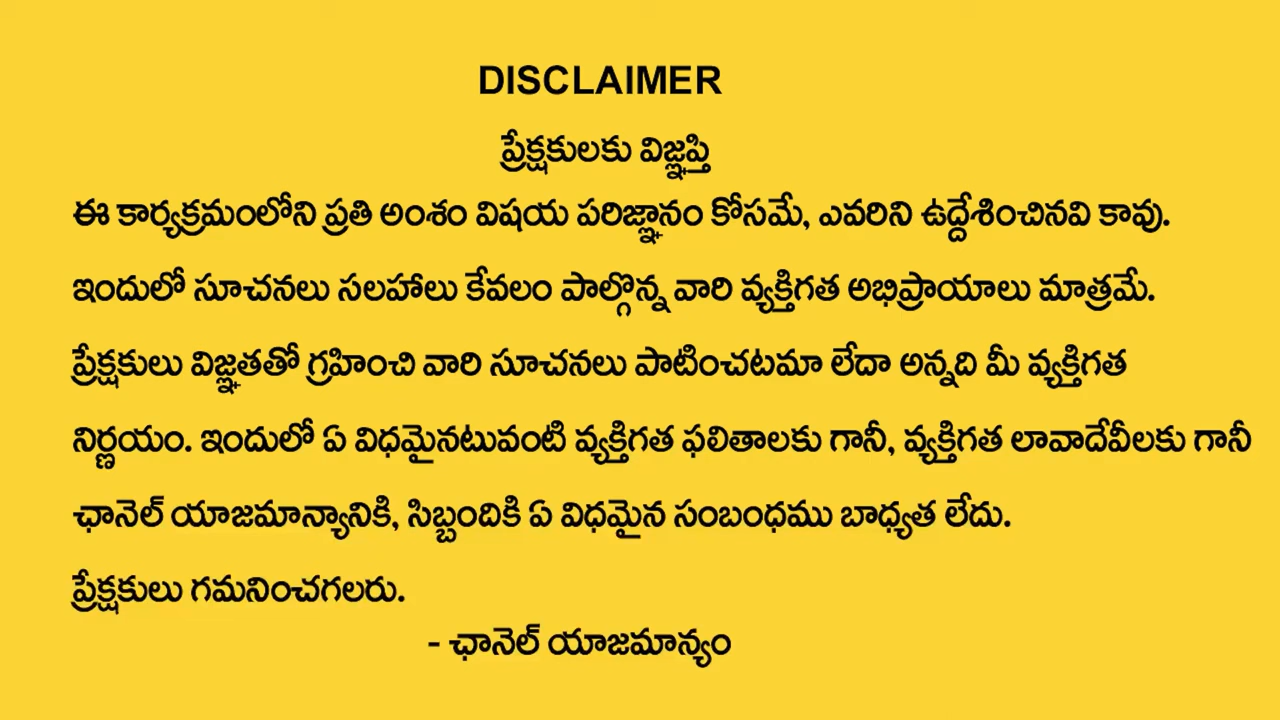 DISCLAIMER
ప్రేక్షకులకు విజ్ఞప్తి
ఈ కార్యక్రమంలోని ప్రతి అంశం విషయ పరిజ్ఞానం కోసమే, ఎవరిని ఉద్దేశించినవి కావు.
ఇందులో సూచనలు సలహాలు కేవలం పాల్గొన్న వారి వ్యక్తిగత అభిప్రాయాలు మాత్రమే.
ప్రేక్షకులు విజ్ఞతతో గ్రహించి వారి సూచనలు పాటించటమా లేదా అన్నది మీ వ్యక్తిగత
నిర్ణయం. ఇందులో ఏ విధమైనటువంటి వ్యక్తిగత ఫలితాలకు గానీ, వ్యక్తిగత లావాదేవీలకు గానీ
ఛానెల్ యాజమాన్యానికి, సిబ్బందికి ఏ విధమైన సంబంధము బాధ్యత లేదు.
ప్రేక్షకులు గమనించగలరు.
- ఛానెల్ యాజమాన్యం